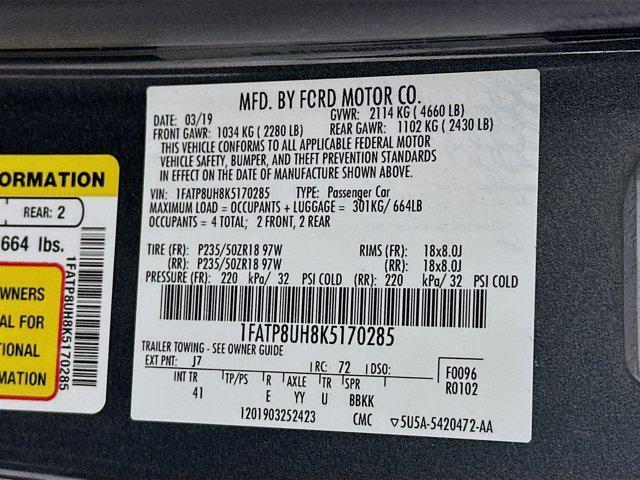 MFD. BY FORD MOTOR CO.
DATE: 03/19
GVWR: 2114 KG ( 4660 LB)
FRONT GAWR: 1034 KG ( 2280 LB)
REAR GAWR: 1102 KG ( 2430 LB)
THIS VEHICLE CONFORMS TO ALL APPLICABLE FEDERAL MOTOR
VEHICLE SAFETY, BUMPER, AND THEFT PREVENTION STANDARDS
IN EFFECT ON THE DATE OF MANUFACTURE SHOWN ABOVE.
VIN: 1FATP8UH8K5170285 TYPE: Passenger Car
MAXIMUM LOAD = OCCUPANTS + LUGGAGE = 301KG/ 664LB
OCCUPANTS = 4 TOTAL; 2 FRONT, 2 REAR
TIRE (FR): P235/50ZR18 97W RIMS (FR): 18x8.0J
(RR): P235/50ZR18 97W (RR): 18x8.0J
PRESSURE (FR): 220 kPa/ 32 PSI COLD (RR): 220 kPa/ 32 PSI COLD
1FATP8UH8K5170285
TRAILER TOWING - SEE OWNER GUIDE
EXT PNT: J7 RC: 72 DSO: F0096
INT TR TP/PS R AXLE TR SPR R0102
41 E YY U BBKK
1201903252423 CMC ▽5U5A-5420472-AA
FORMATION
REAR: 2
664 lbs.
1FATP8UH8K5170285
OWNERS
AL FOR
TIONAL
RMATION